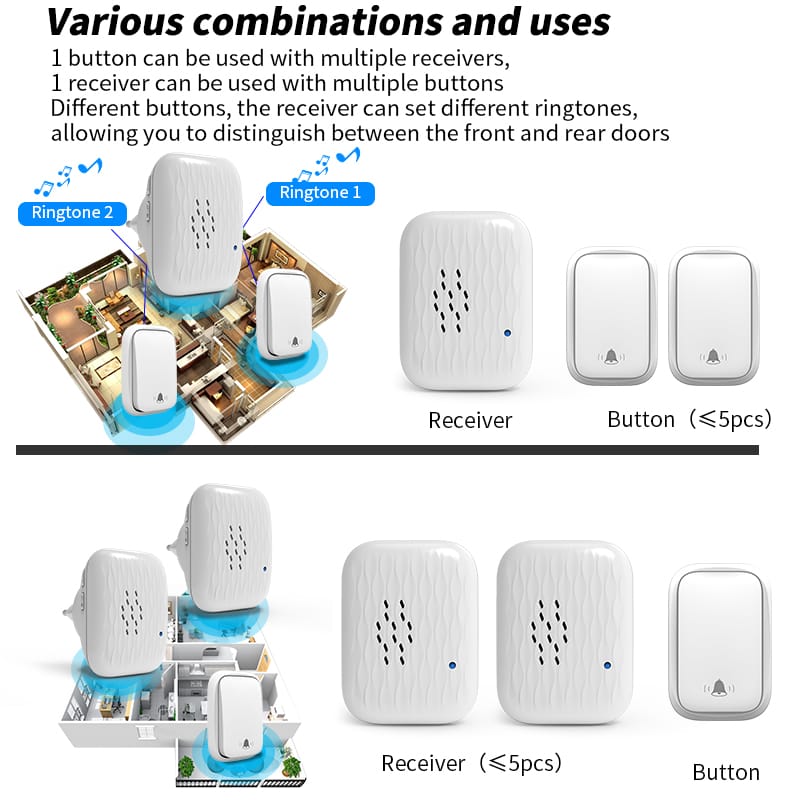 Various combinations and uses
1 button can be used with multiple receivers,
1 receiver can be used with multiple buttons
Different buttons, the receiver can set different ringtones,
allowing you to distinguish between the front and rear doors
Ringtone 1
Ringtone 2
Receiver
Button（≤5pcs）
Receiver（≤5pcs）
Button